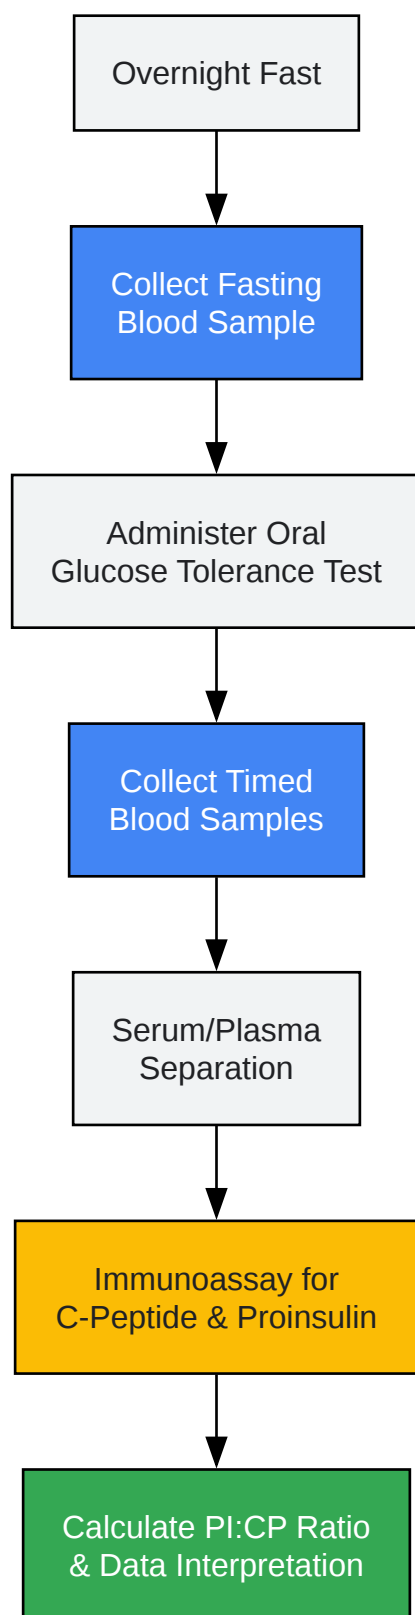 Overnight Fast
Collect Fasting
Blood Sample
Administer Oral
Glucose Tolerance Test
Collect Timed
Blood Samples
Serum/Plasma
Separation
Immunoassay for
C-Peptide & Proinsulin
Calculate PI:CP Ratio
& Data Interpretation